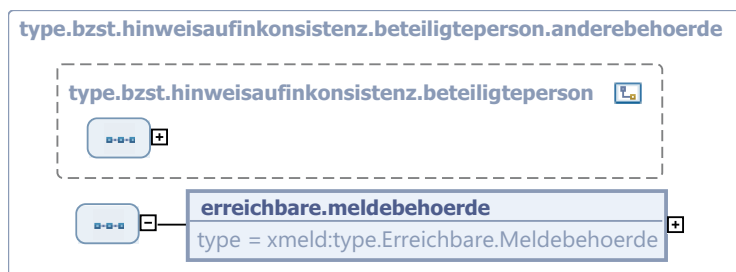 type.bzst.hinweisaufinkonsistenz.beteiligteperson.anderebehoerde
type.bzst.hinweisaufinkonsistenz.beteiligteperson
erreichbare.meldebehoerde
type = xmeld:type.Erreichbare.Meldebehoerde